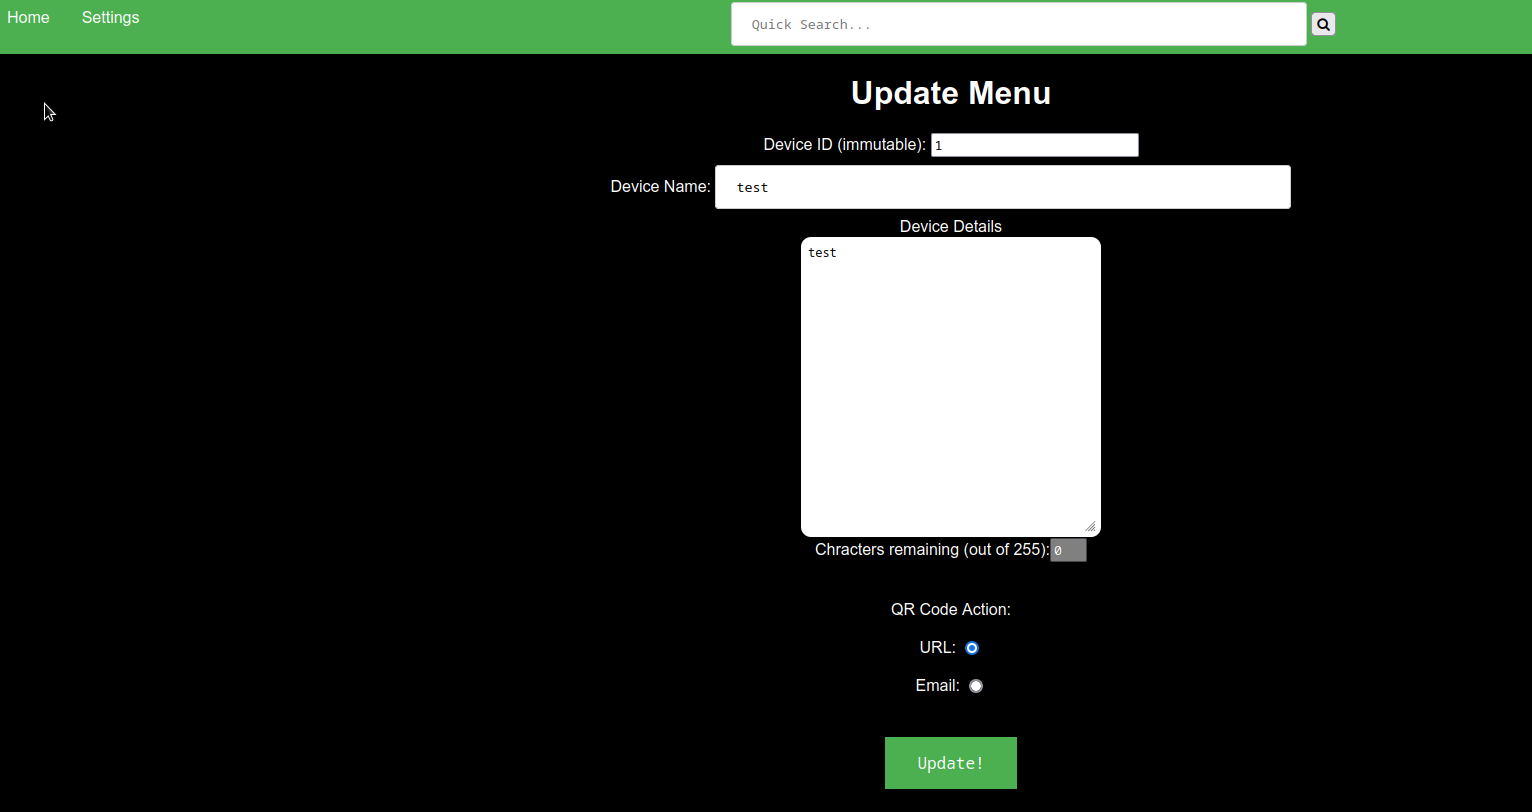 Home Settings Quick Search...
Update Menu
Device ID (immutable): 1
Device Name: test
Device Details
test
Chracters remaining (out of 255): 0
QR Code Action:
URL:
Email:
Update!